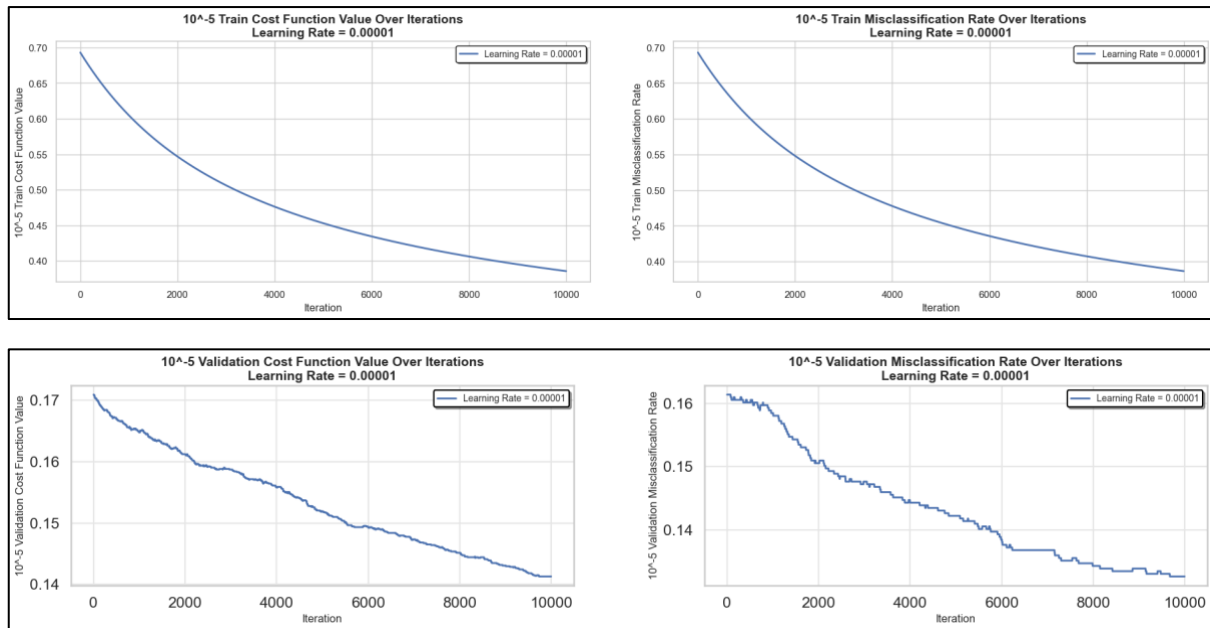 10^-5 Train Cost Function Value Over Iterations
Learning Rate = 0.00001
Learning Rate = 0.00001
10^-5 Train Cost Function Value
0.70
0.65
0.60
0.55
0.50
0.45
0.40
0 2000 4000 6000 8000 10000
Iteration
10^-5 Train Misclassification Rate Over Iterations
Learning Rate = 0.00001
Learning Rate = 0.00001
10^-5 Train Misclassification Rate
0.70
0.65
0.60
0.55
0.50
0.45
0.40
0 2000 4000 6000 8000 10000
Iteration
10^-5 Validation Cost Function Value Over Iterations
Learning Rate = 0.00001
Learning Rate = 0.00001
10^-5 Validation Cost Function Value
0.17
0.16
0.15
0.14
0 2000 4000 6000 8000 10000
Iteration
10^-5 Validation Misclassification Rate Over Iterations
Learning Rate = 0.00001
Learning Rate = 0.00001
10^-5 Validation Misclassification Rate
0.16
0.15
0.14
0 2000 4000 6000 8000 10000
Iteration